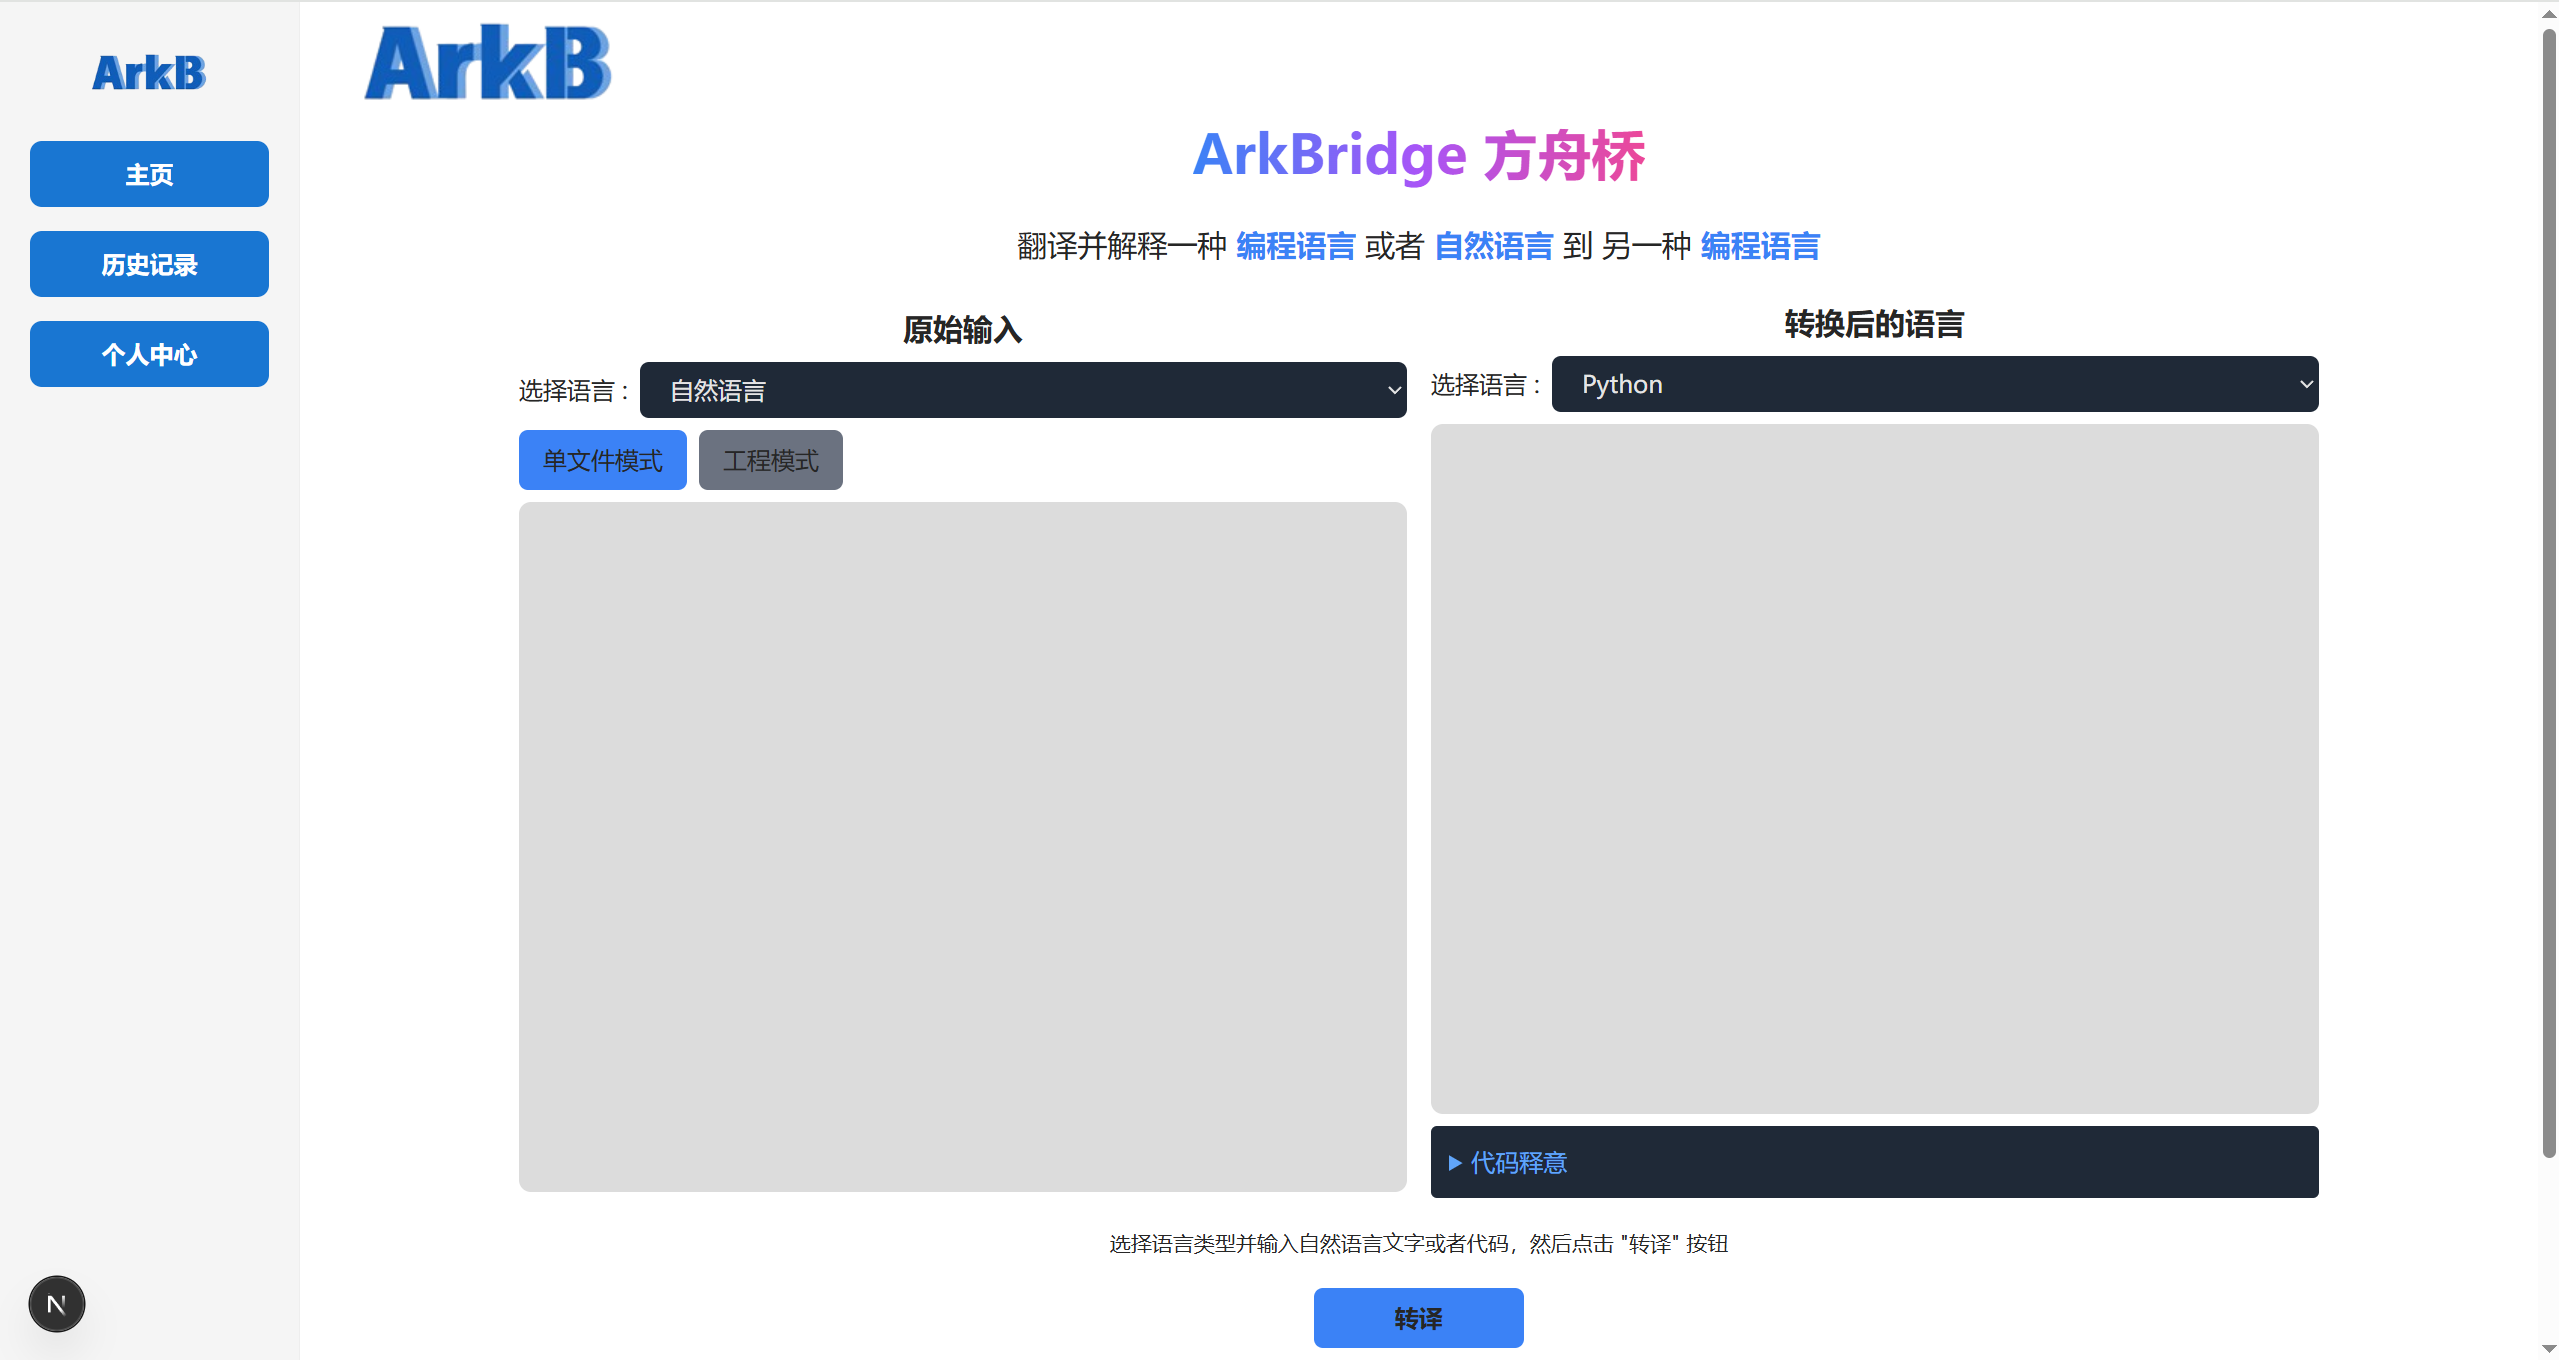 ArkB
主页
历史记录
个人中心
ArkB
ArkBridge 方舟桥
翻译并解释一种 编程语言 或者 自然语言 到 另一种 编程语言
原始输入
选择语言：
自然语言
单文件模式
工程模式
转换后的语言
选择语言：
Python
▶ 代码释意
选择语言类型并输入自然语言文字或者代码，然后点击 "转译" 按钮
转译
N